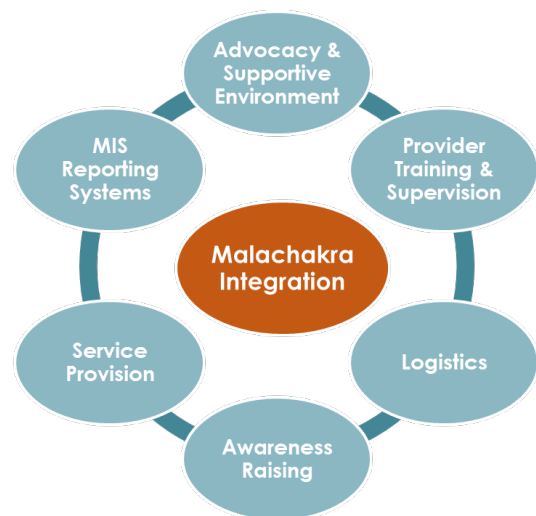 Advocacy &
Supportive
Environment
Provider
Training &
Supervision
Logistics
Awareness
Raising
Service
Provision
MIS
Reporting
Systems
Malachakra
Integration